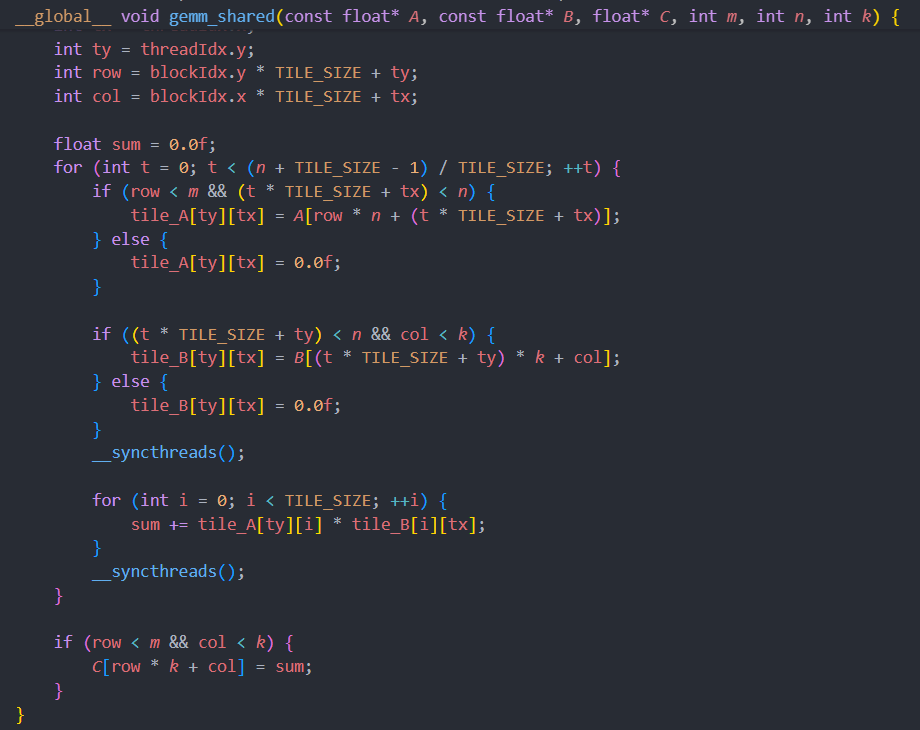 __global__ void gemm_shared(const float* A, const float* B, float* C, int m, int n, int k) {
    int ty = threadIdx.y;
    int row = blockIdx.y * TILE_SIZE + ty;
    int col = blockIdx.x * TILE_SIZE + tx;

    float sum = 0.0f;
    for (int t = 0; t < (n + TILE_SIZE - 1) / TILE_SIZE; ++t) {
        if (row < m && (t * TILE_SIZE + tx) < n) {
            tile_A[ty][tx] = A[row * n + (t * TILE_SIZE + tx)];
        } else {
            tile_A[ty][tx] = 0.0f;
        }

        if ((t * TILE_SIZE + ty) < n && col < k) {
            tile_B[ty][tx] = B[(t * TILE_SIZE + ty) * k + col];
        } else {
            tile_B[ty][tx] = 0.0f;
        }
        __syncthreads();

        for (int i = 0; i < TILE_SIZE; ++i) {
            sum += tile_A[ty][i] * tile_B[i][tx];
        }
        __syncthreads();
    }

    if (row < m && col < k) {
        C[row * k + col] = sum;
    }
}